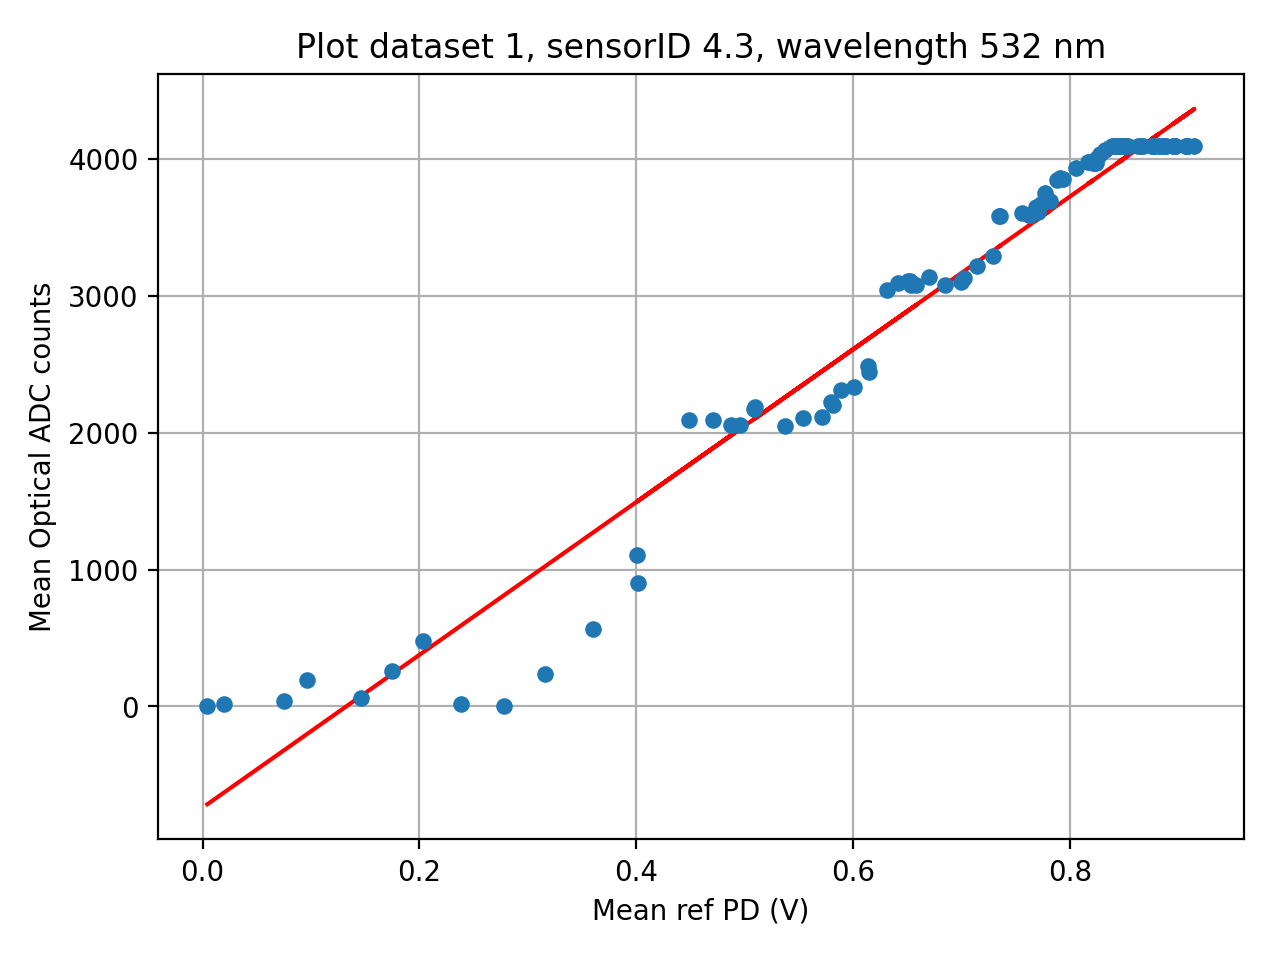 Plot dataset 1, sensorID 4.3, wavelength 532 nm
Mean Optical ADC counts
4000
3000
2000
1000
0
0.0 0.2 0.4 0.6 0.8
Mean ref PD (V)